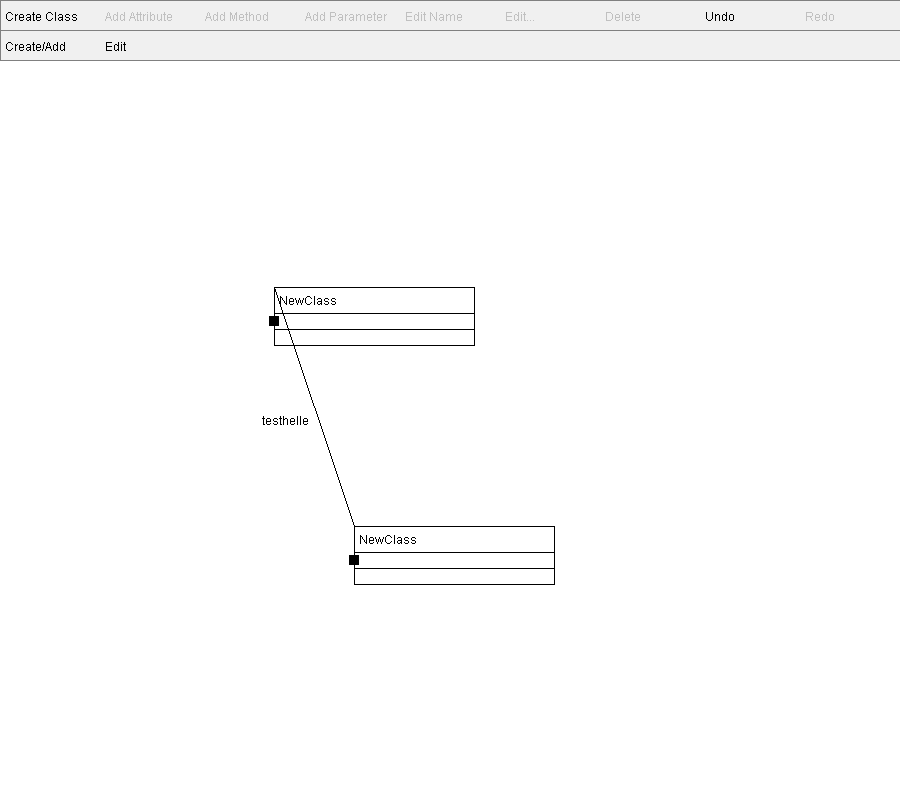 Create Class Add Attribute Add Method Add Parameter Edit Name Edit... Delete Undo Redo
Create/Add Edit
NewClass
testhelle
NewClass